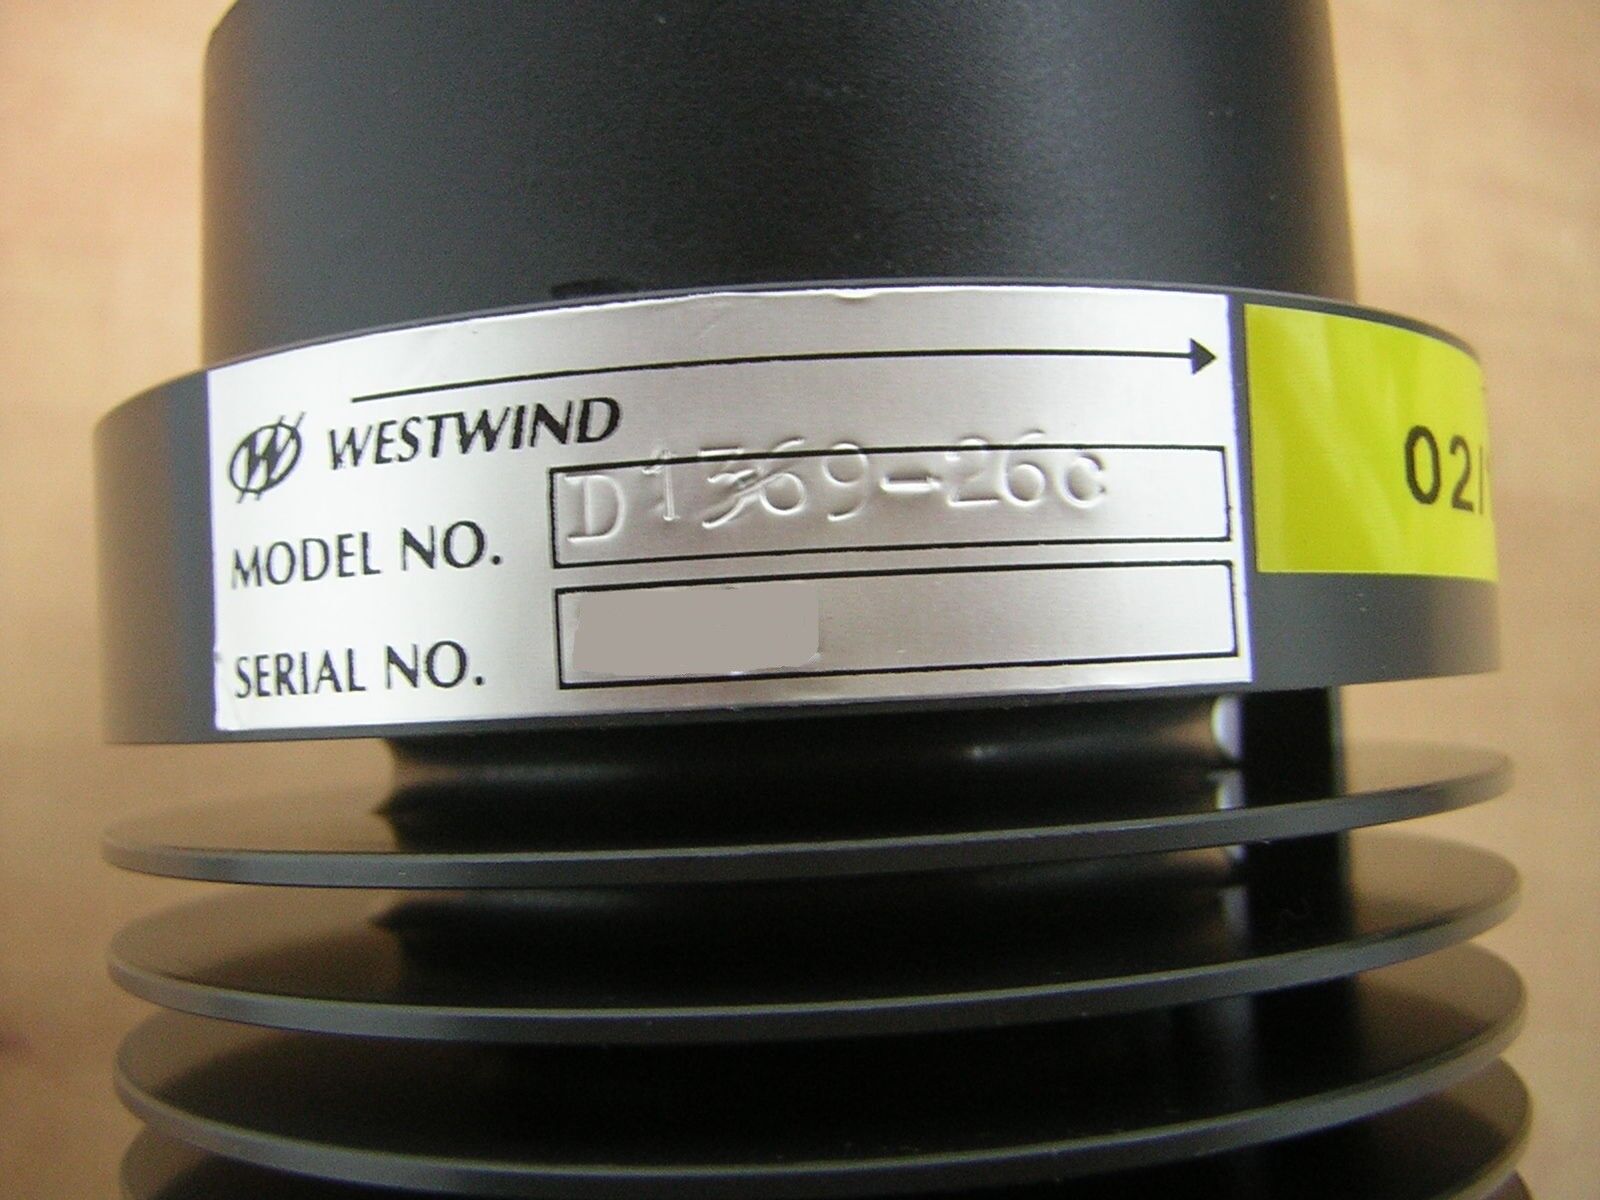 W WESTWIND
MODEL NO. D1369-26c
SERIAL NO.
02/